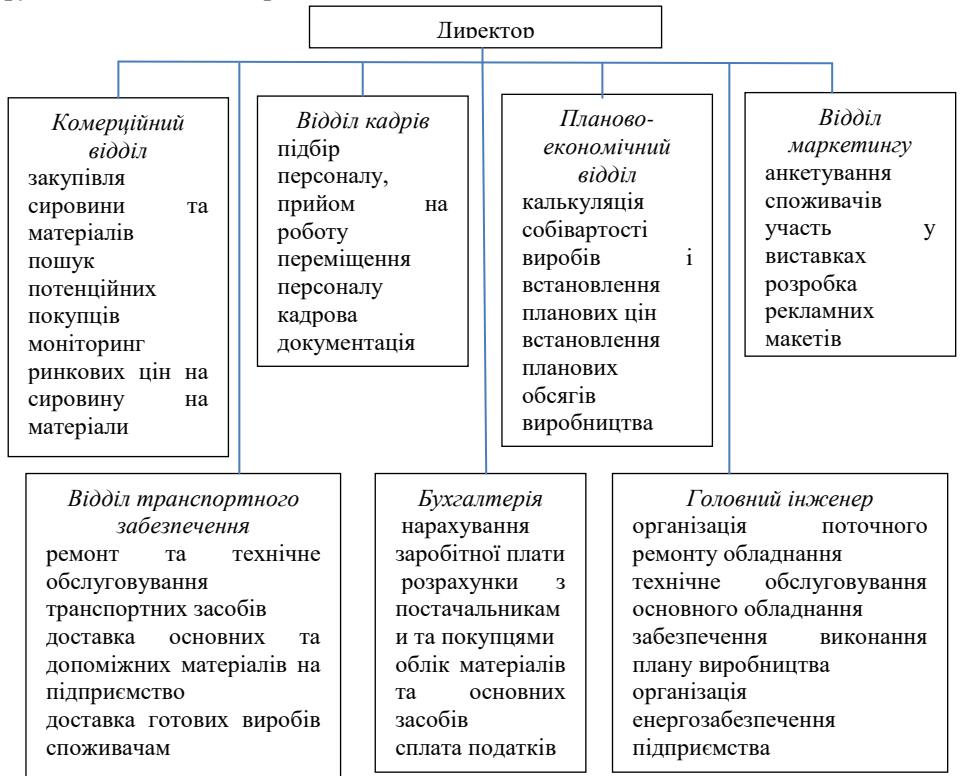 Директор
Комерційний
відділ
закупівля
сировини та
матеріалів
пошук
потенційних
покупців
моніторинг
ринкових цін на
сировину на
матеріали
Відділ кадрів
підбір
персоналу,
прийом на
роботу
переміщення
персоналу
кадрова
документація
Планово-
економічний
відділ
калькуляція
собівартості
виробів і
встановлення
планових цін
встановлення
планових
обсягів
виробництва
Відділ
маркетингу
анкетування
споживачів
участь у
виставках
розробка
рекламних
макетів
Відділ транспортного
забезпечення
ремонт та технічне
обслуговування
транспортних засобів
доставка основних та
допоміжних матеріалів на
підприємство
доставка готових виробів
споживачам
Бухгалтерія
нарахування
заробітної плати
розрахунки з
постачальникам
и та покупцями
облік матеріалів
та основних
засобів
сплата податків
Головний інженер
організація поточного
ремонту обладнання
технічне обслуговування
основного обладнання
забезпечення виконання
плану виробництва
організація
енергозабезпечення
підприємства